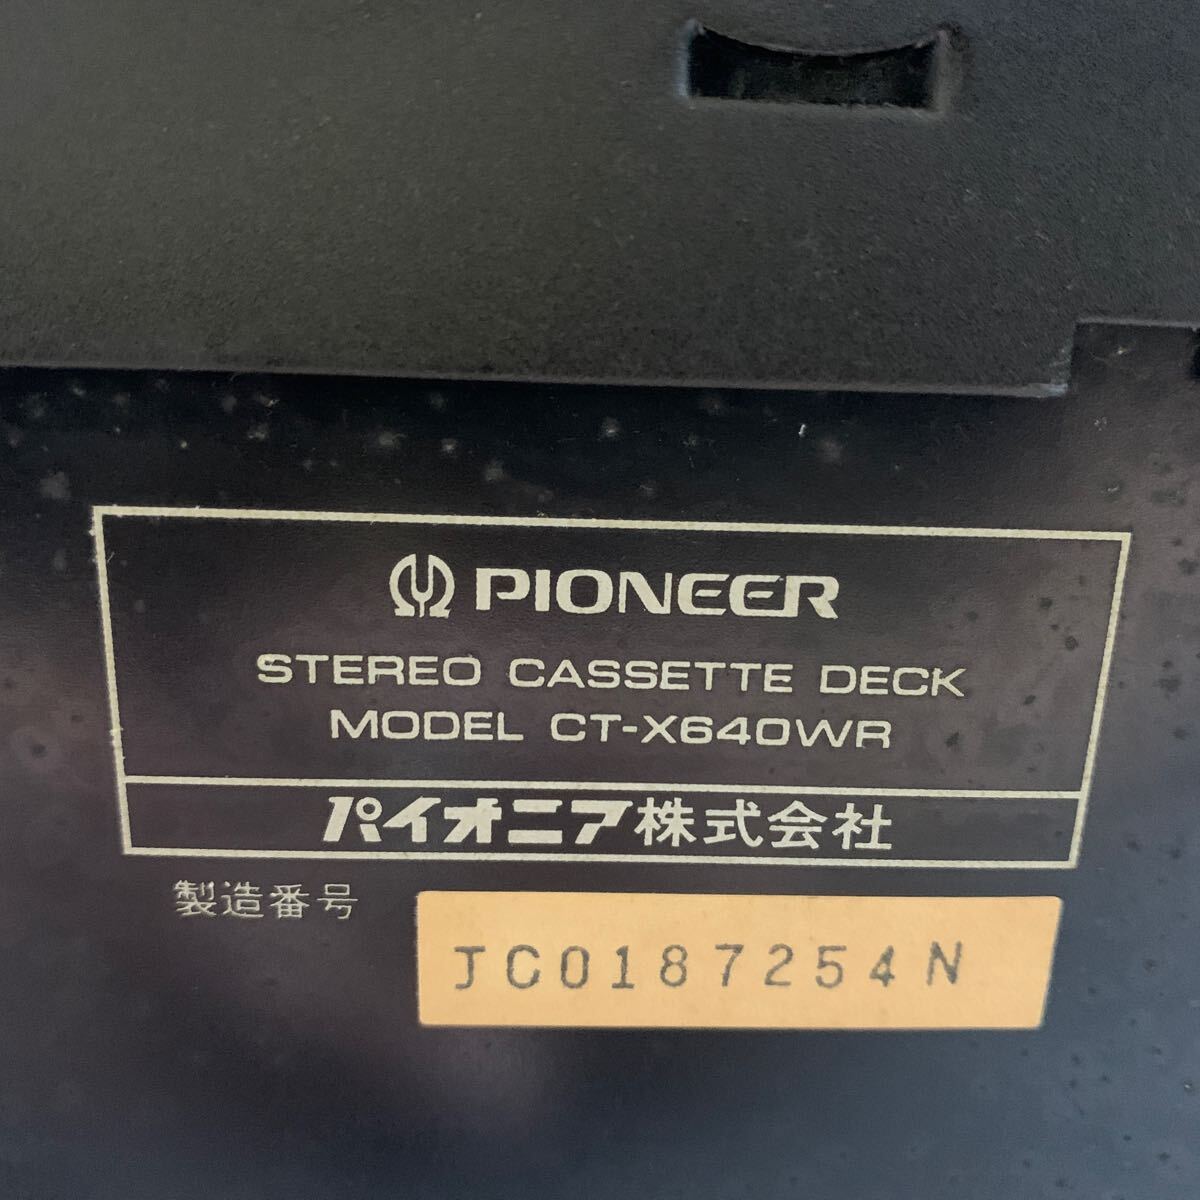 PIONEER
STEREO CASSETTE DECK
MODEL CT-X640WR
パイオニア株式会社
製造番号
JC0187254N